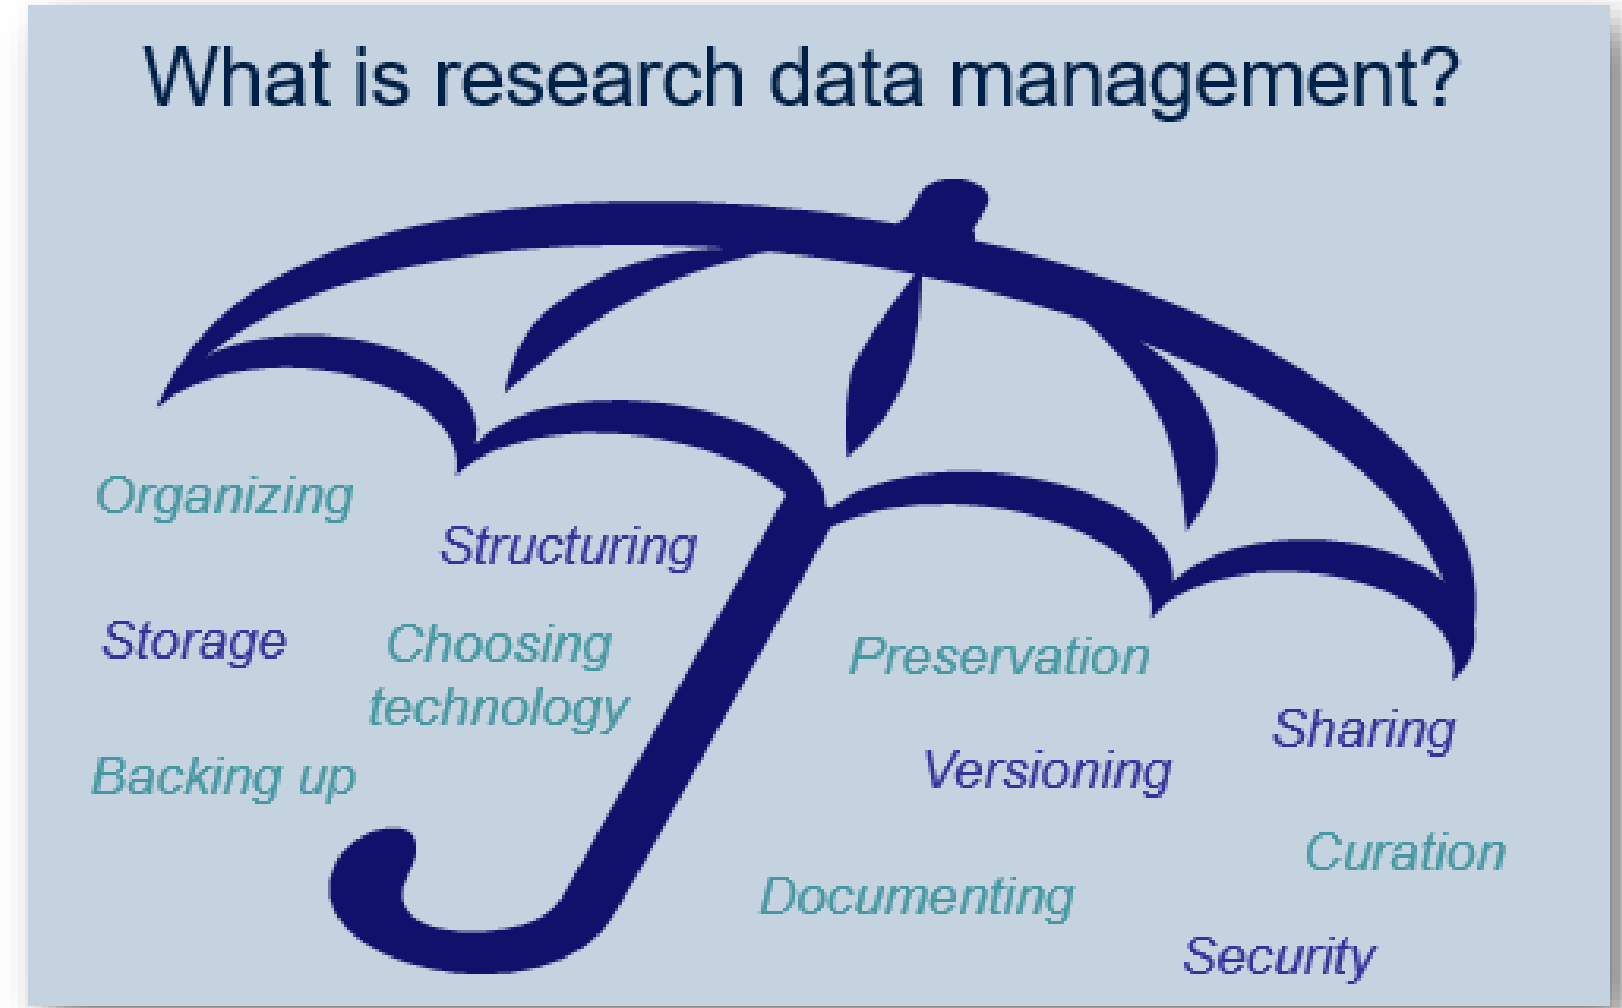 What is research data management?
Organizing
Structuring
Storage
Choosing
technology
Backing up
Preservation
Sharing
Versioning
Curation
Documenting
Security